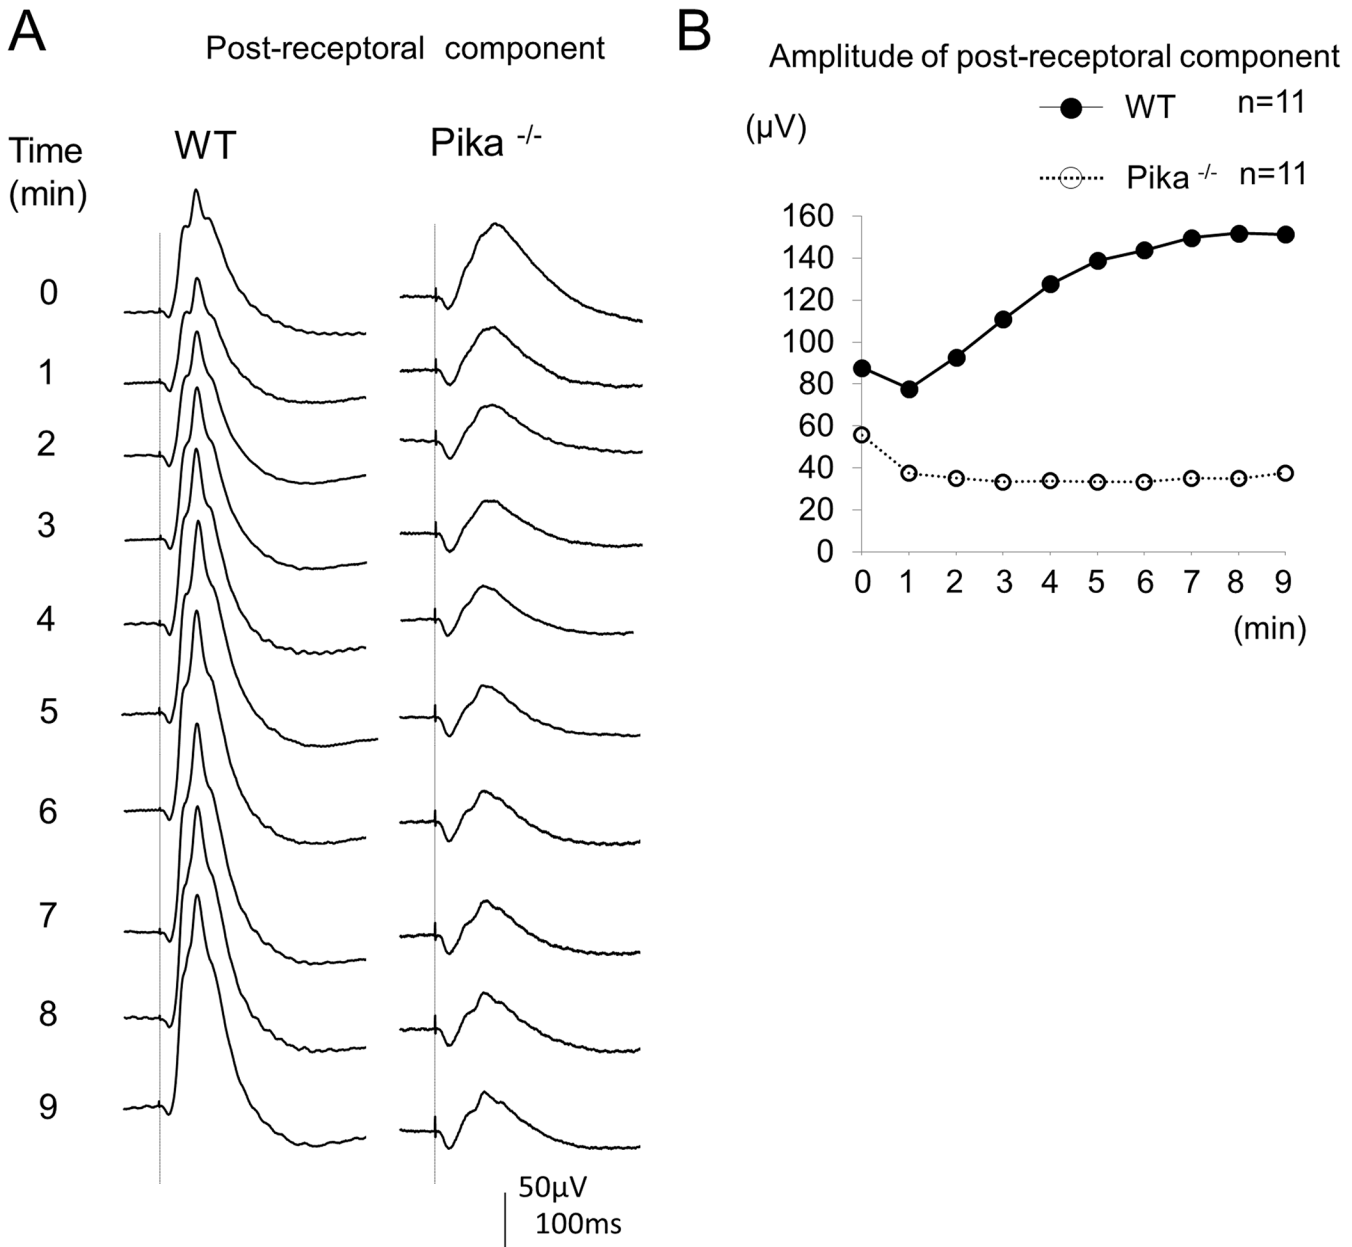 A
Post-receptoral component
Time
(min)
WT
Pika -/-
0
1
2
3
4
5
6
7
8
9
50µV
100ms
B
Amplitude of post-receptoral component
(µV)
WT n=11
Pika -/- n=11
160
140
120
100
80
60
40
20
0
0 1 2 3 4 5 6 7 8 9
(min)